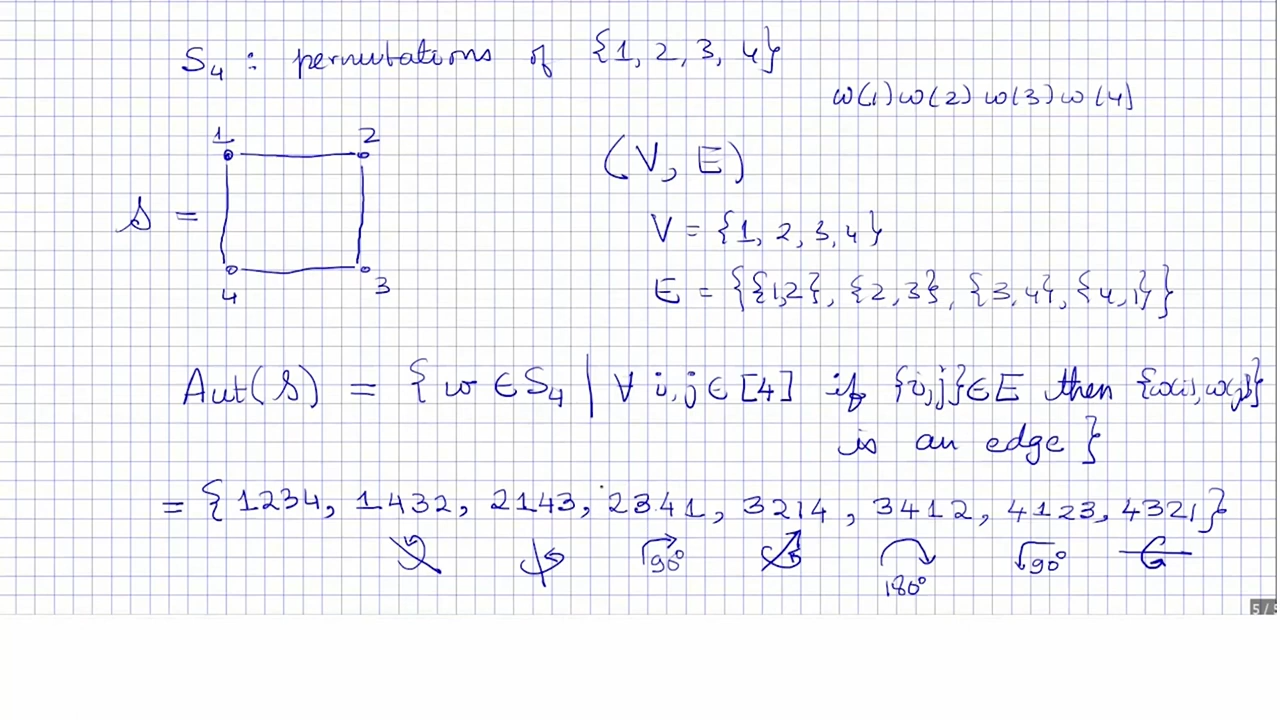 S₄ : permutations of {1, 2, 3, 4}
ω(1) ω(2) ω(3) ω(4)
1 2
(V, E)
S =
V = {1, 2, 3, 4}
4 3
E = {{1,2}, {2,3}, {3,4}, {4,1}}
Aut(S) = { w ∈ S₄ | ∀ i,j ∈ [4] if {i,j} ∈ E then {ω(i), ω(j)}
is an edge }
= { 1234, 1432, 2143, 2341, 3214, 3412, 4123, 4321 }
90° 180° 90°